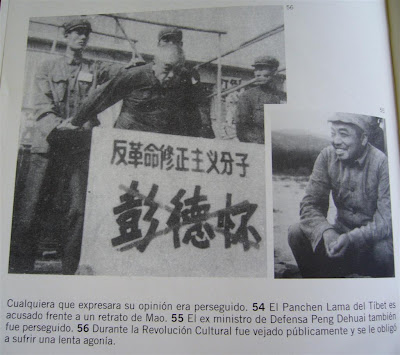 56
反革命修正主义分子
彭德怀
55
Cualquiera que expresara su opinión era perseguido. 54 El Panchen Lama del Tíbet es
acusado frente a un retrato de Mao. 55 El ex ministro de Defensa Peng Dehuai también
fue perseguido. 56 Durante la Revolución Cultural fue vejado públicamente y se le obligó
a sufrir una lenta agonía.